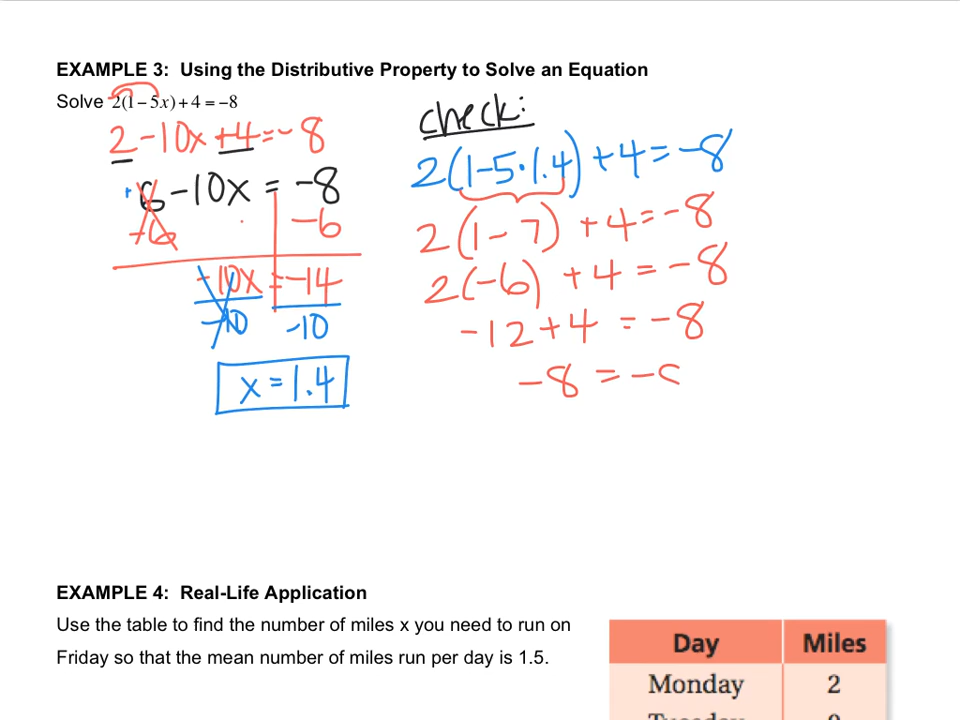 EXAMPLE 3: Using the Distributive Property to Solve an Equation
Solve 2(1−5x)+4=−8
2-10x+4=-8
+6-10x = -8
-6 -6
-10x = -14
-10 -10
x = 1.4
check:
2(1-5·1.4)+4=-8
2(1-7)+4=-8
2(-6)+4=-8
-12+4=-8
-8=-
EXAMPLE 4: Real-Life Application
Use the table to find the number of miles x you need to run on
Friday so that the mean number of miles run per day is 1.5.
Day Miles
Monday 2